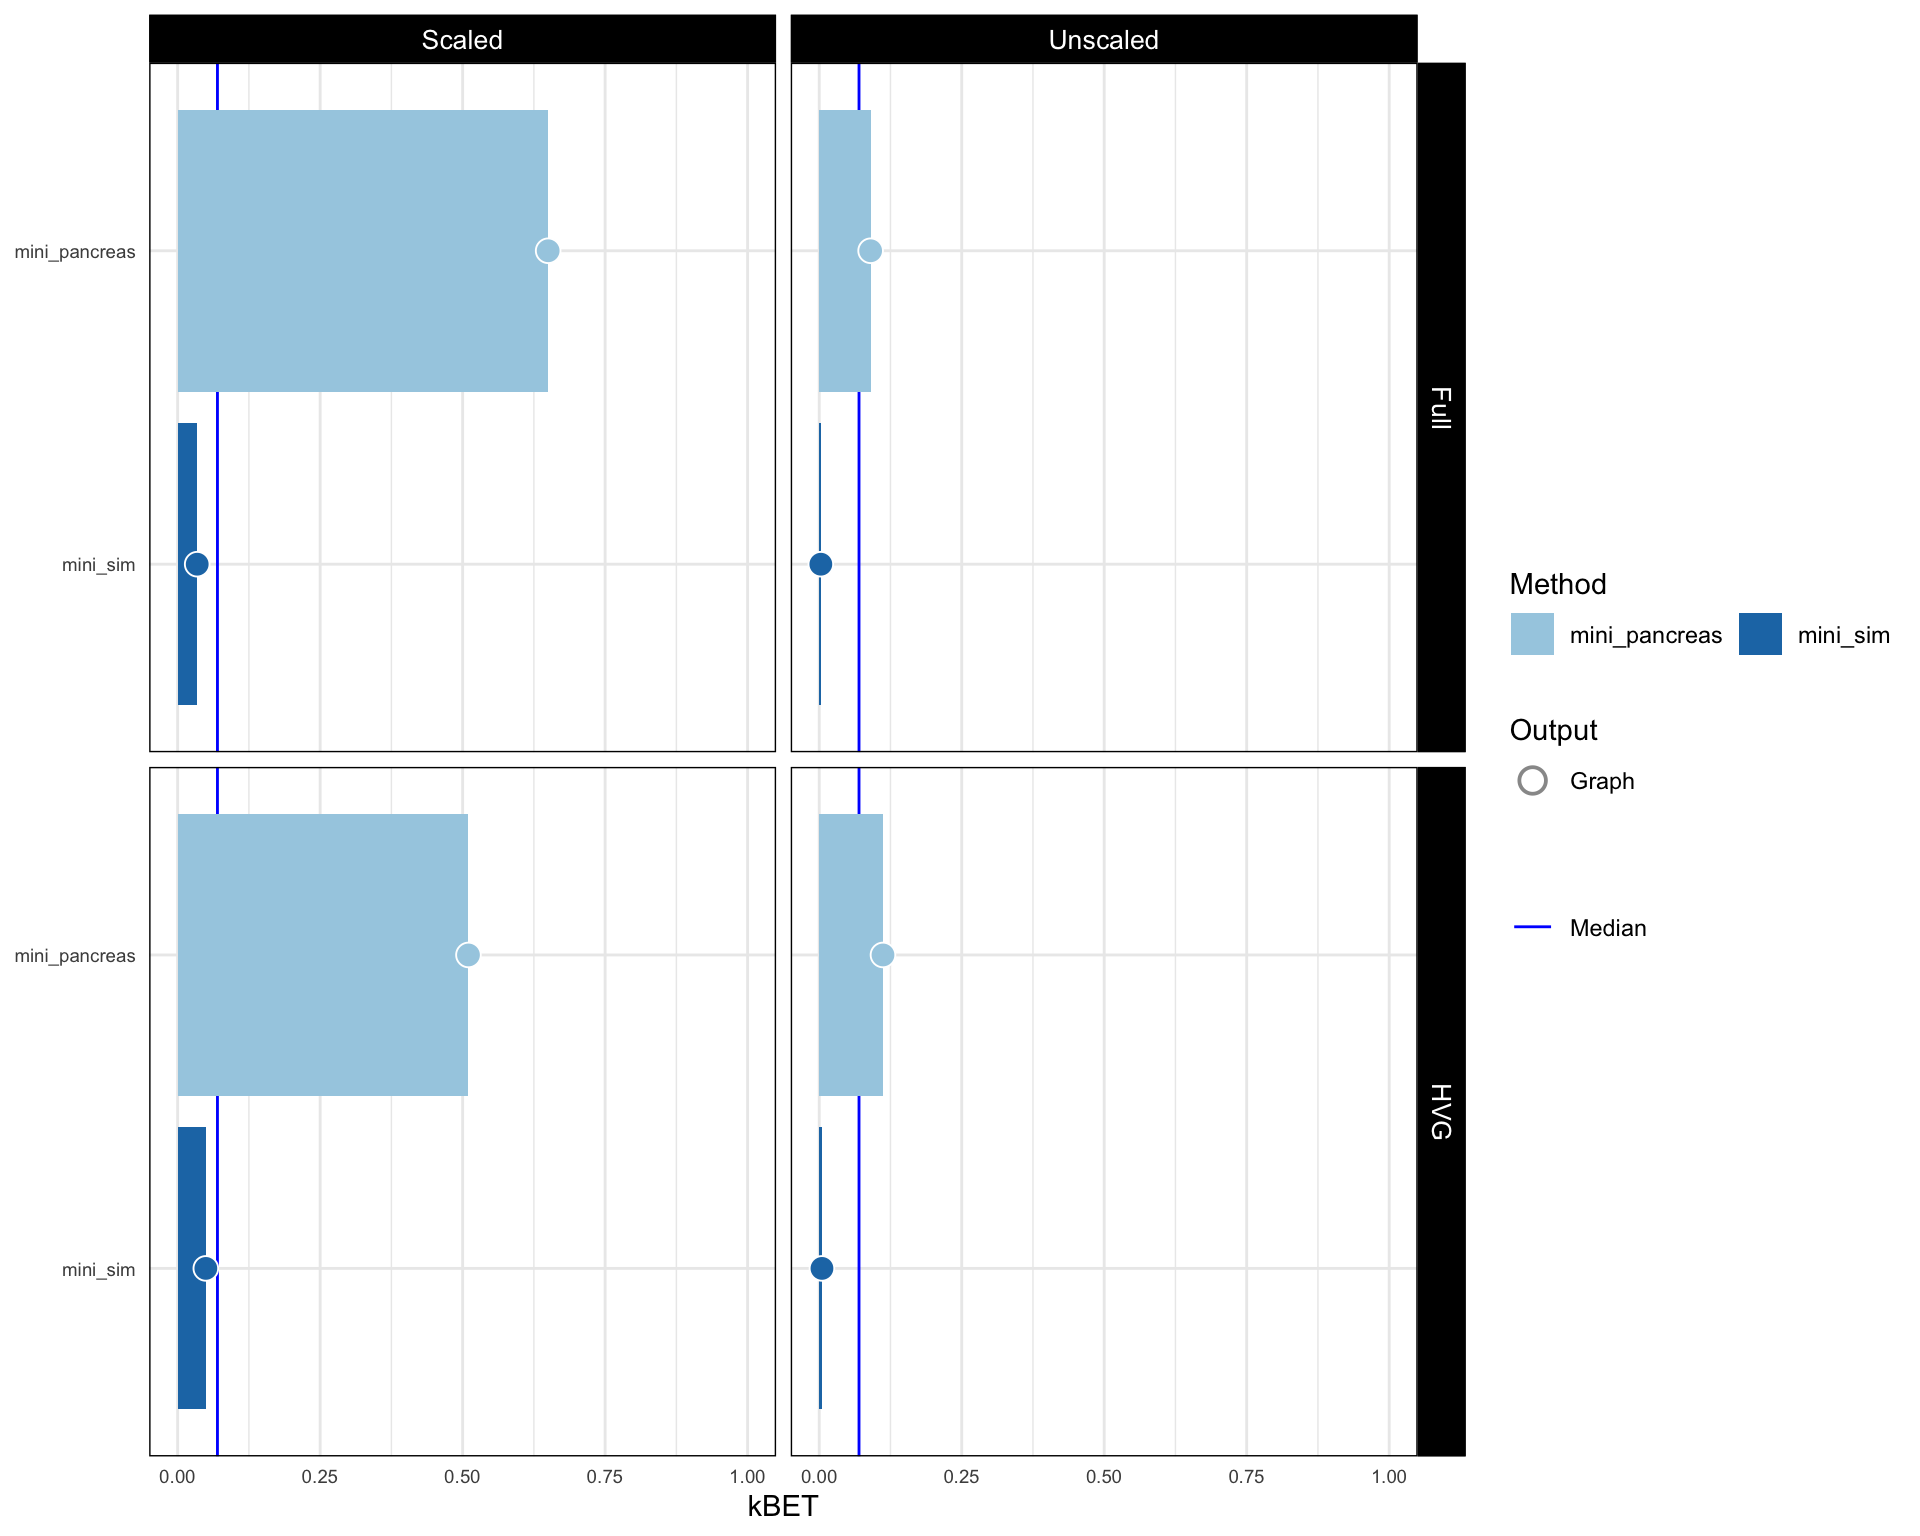 Scaled
Unscaled
mini_pancreas
mini_sim
Full
mini_pancreas
mini_sim
HVG
0.00 0.25 0.50 0.75 1.00
0.00 0.25 0.50 0.75 1.00
kBET
Method
mini_pancreas
mini_sim
Output
Graph
Median